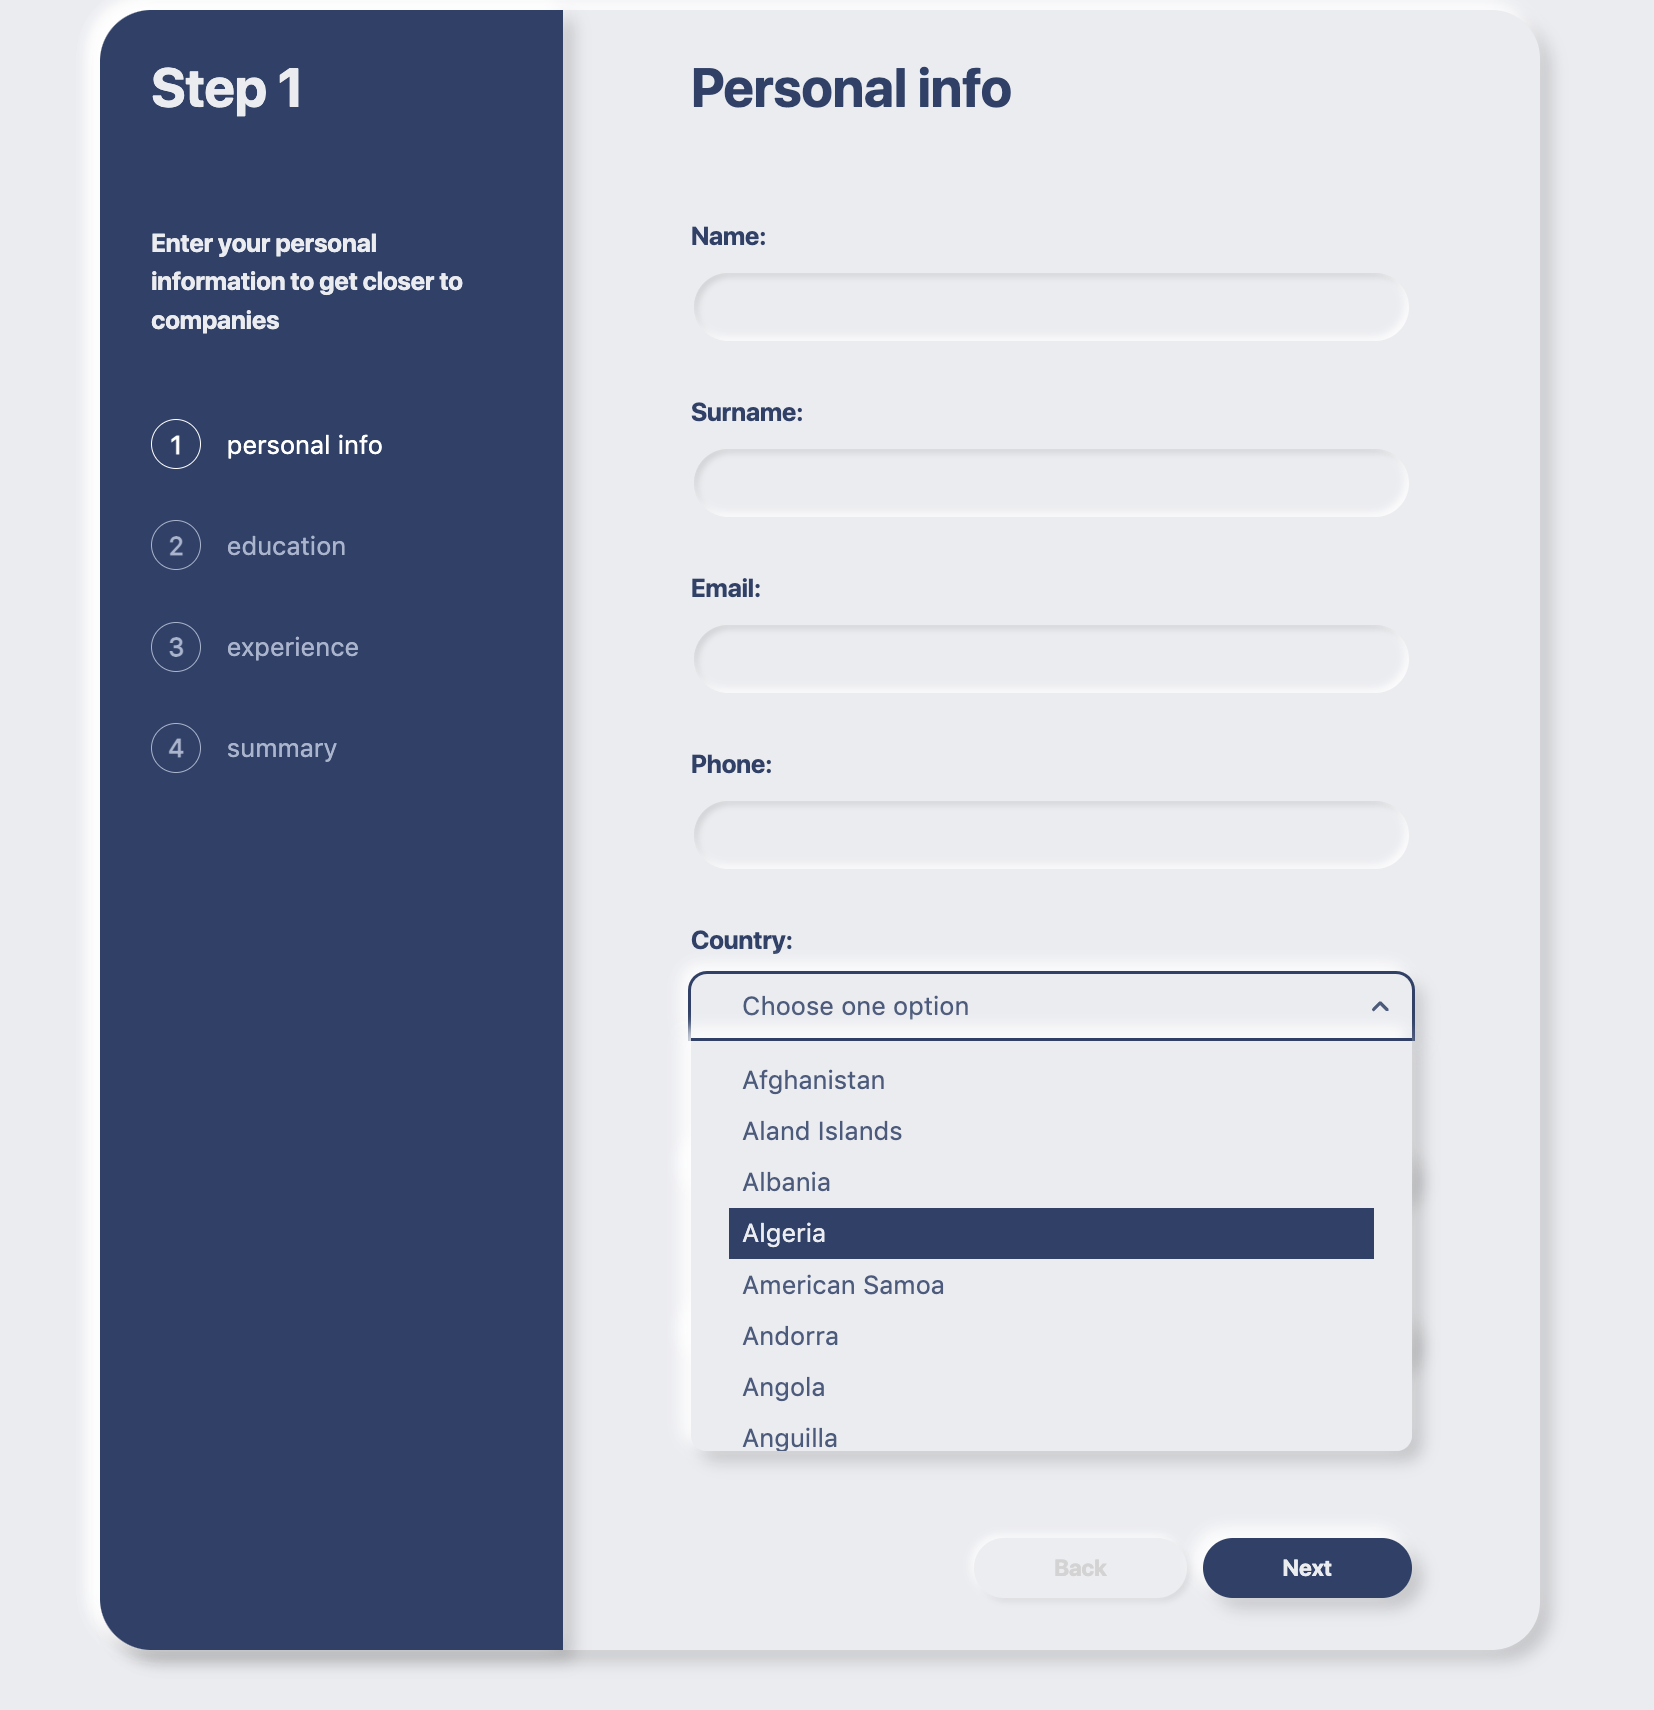 Step 1
Enter your personal
information to get closer to
companies
1 personal info
2 education
3 experience
4 summary
Personal info
Name:
Surname:
Email:
Phone:
Country:
Choose one option
Afghanistan
Aland Islands
Albania
Algeria
American Samoa
Andorra
Angola
Anguilla
Back
Next